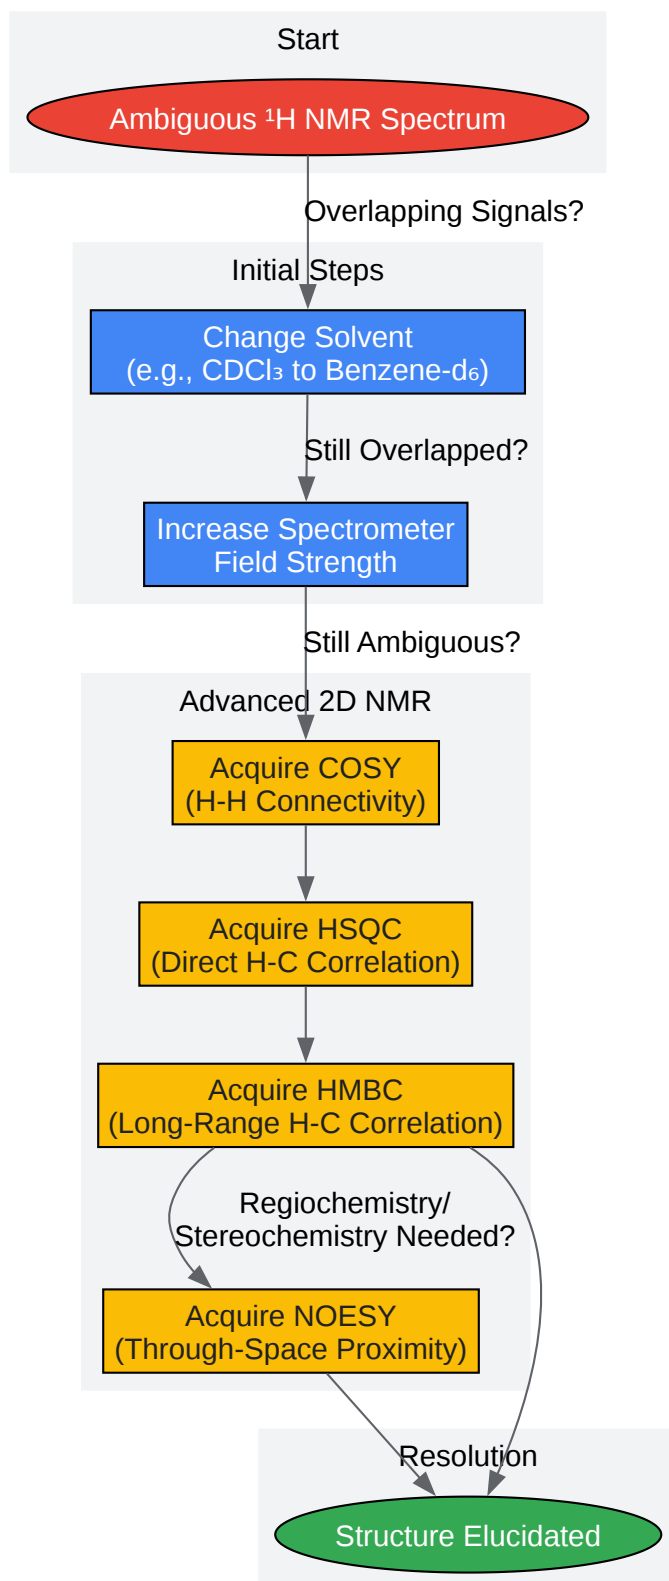 Start
Ambiguous ¹H NMR Spectrum
Overlapping Signals?
Initial Steps
Change Solvent
(e.g., CDCl₃ to Benzene-d₆)
Still Overlapped?
Increase Spectrometer
Field Strength
Still Ambiguous?
Advanced 2D NMR
Acquire COSY
(H-H Connectivity)
Acquire HSQC
(Direct H-C Correlation)
Acquire HMBC
(Long-Range H-C Correlation)
Regiochemistry/
Stereochemistry Needed?
Acquire NOESY
(Through-Space Proximity)
Resolution
Structure Elucidated